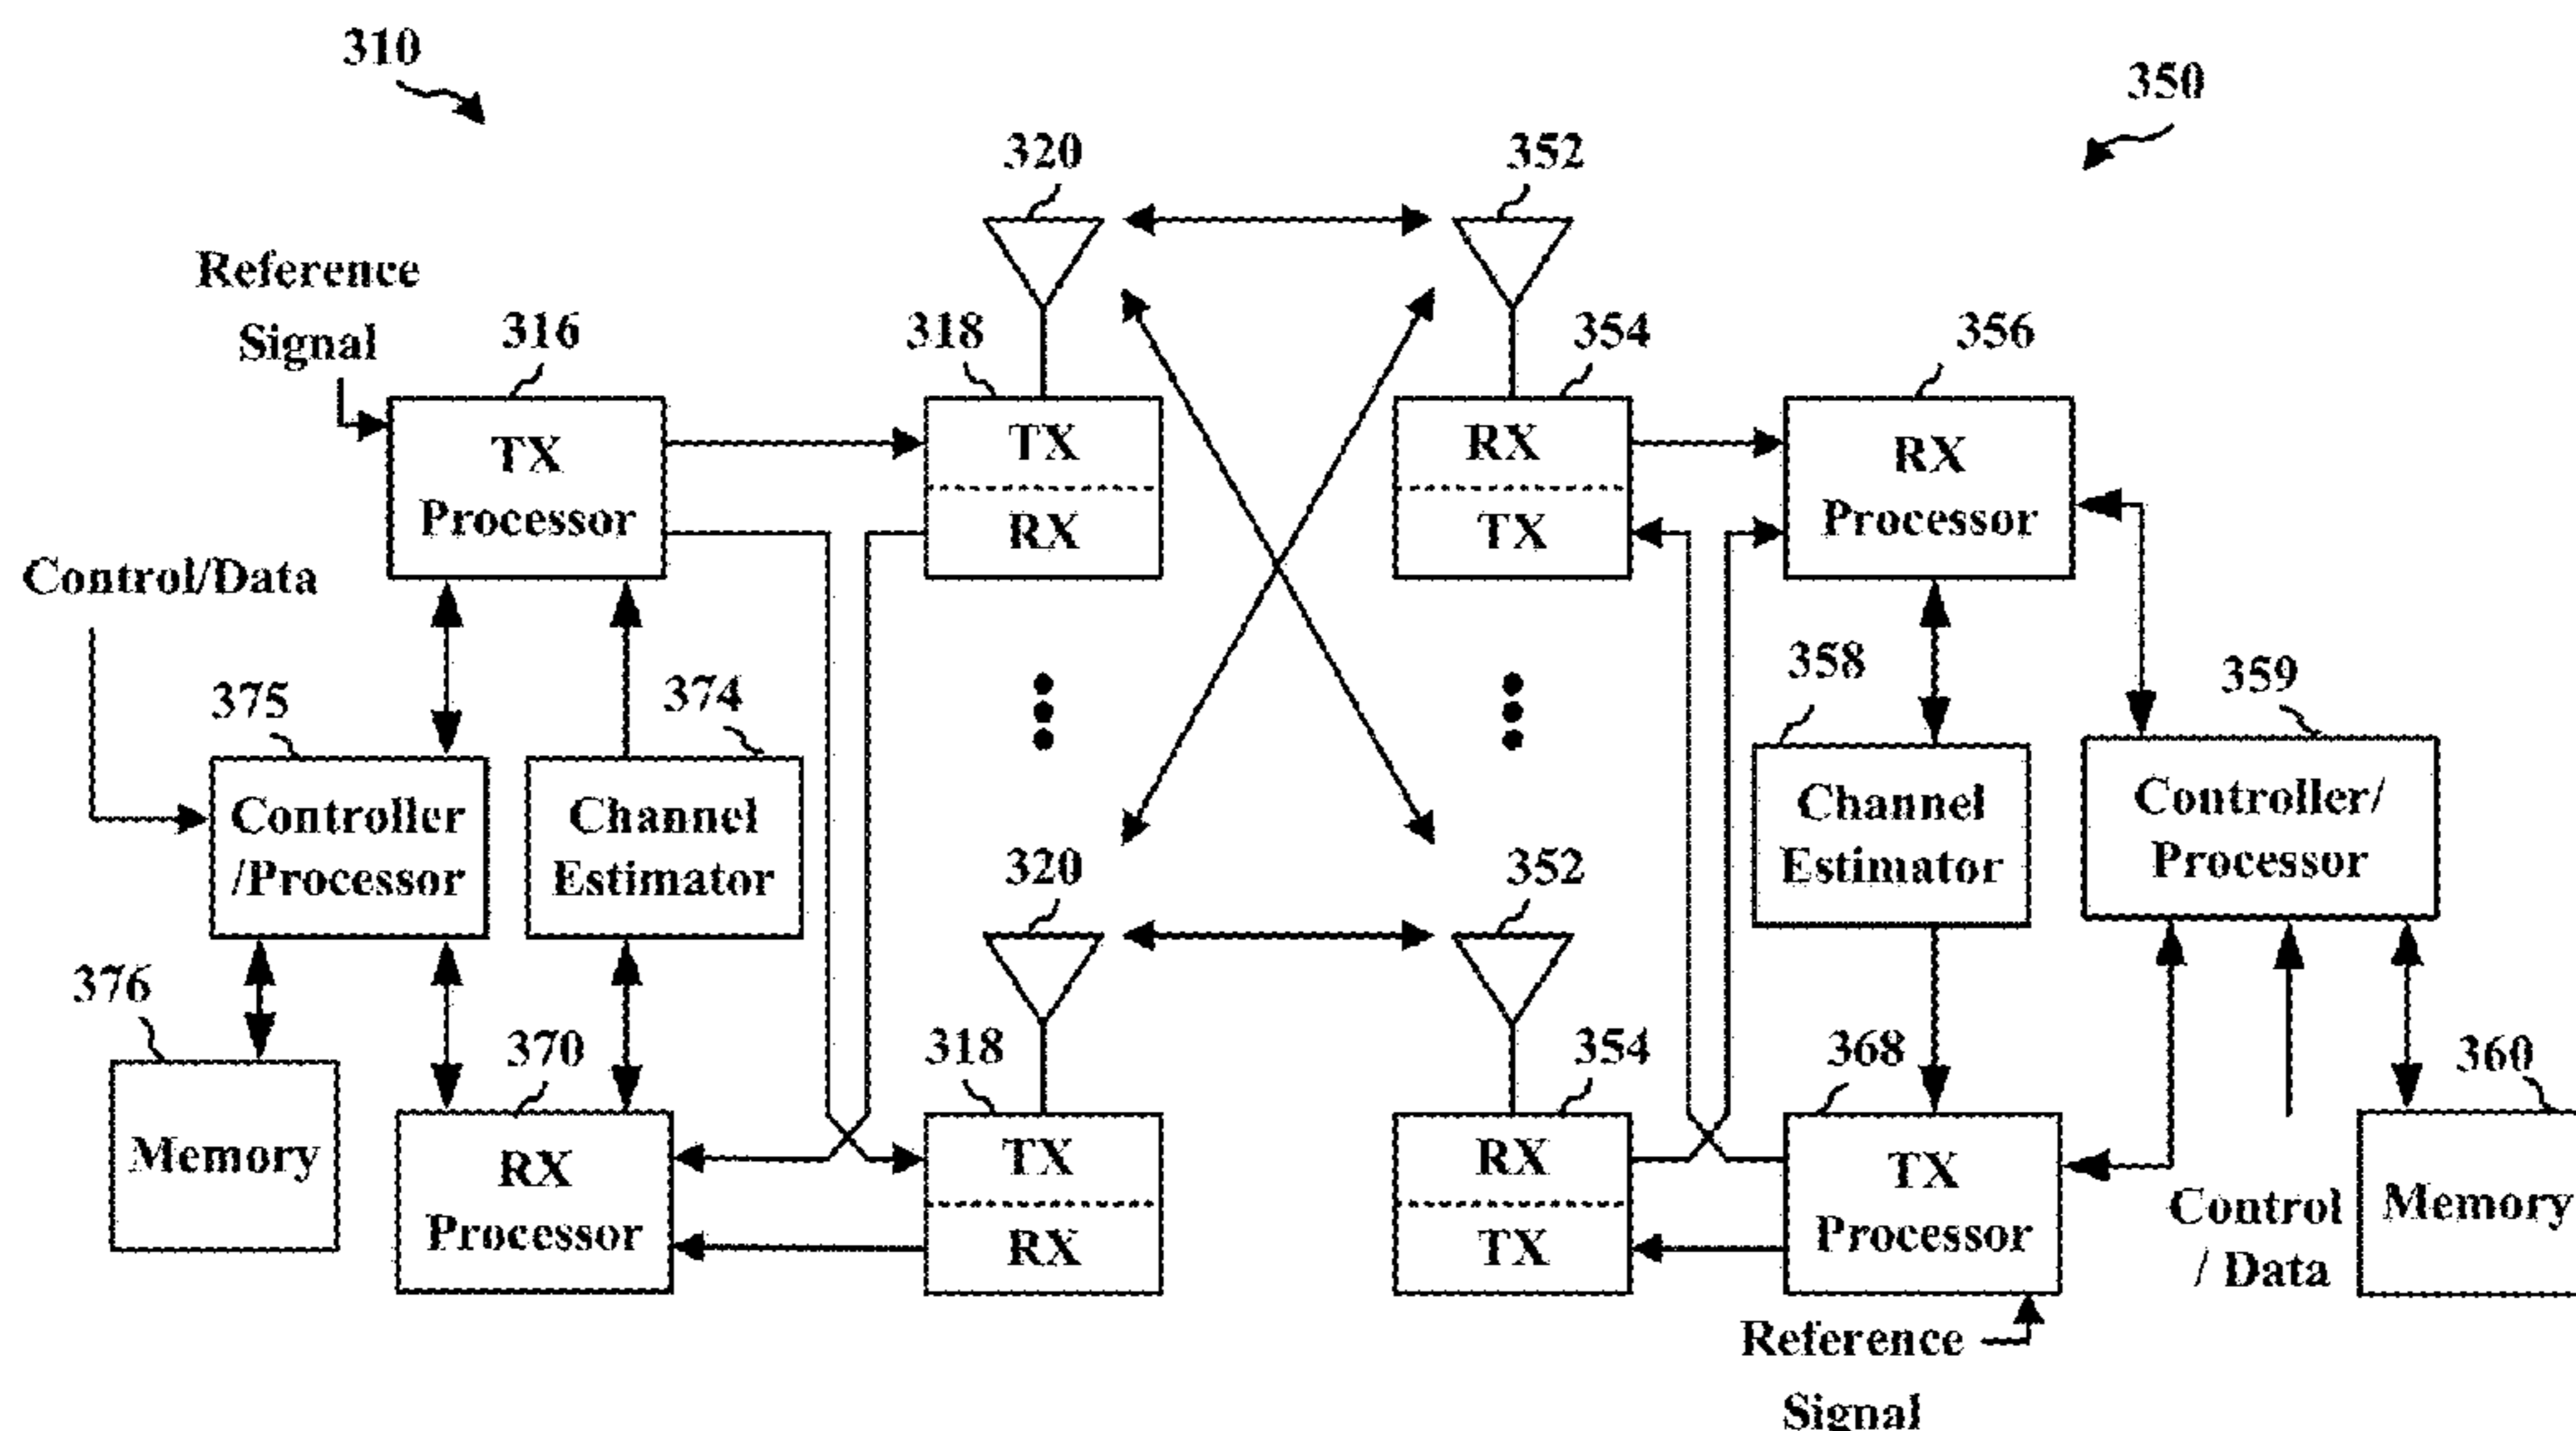 310
350
320
352
Reference
Signal
316
318
354
356
TX
Processor
TX
RX
RX
TX
RX
Processor
Control/Data
375
374
358
359
Controller
/Processor
Channel
Estimator
Channel
Estimator
Controller/
Processor
320
352
376
370
318
354
368
360
Memory
RX
Processor
TX
RX
RX
TX
TX
Processor
Control
/ Data
Memory
Reference
Signal